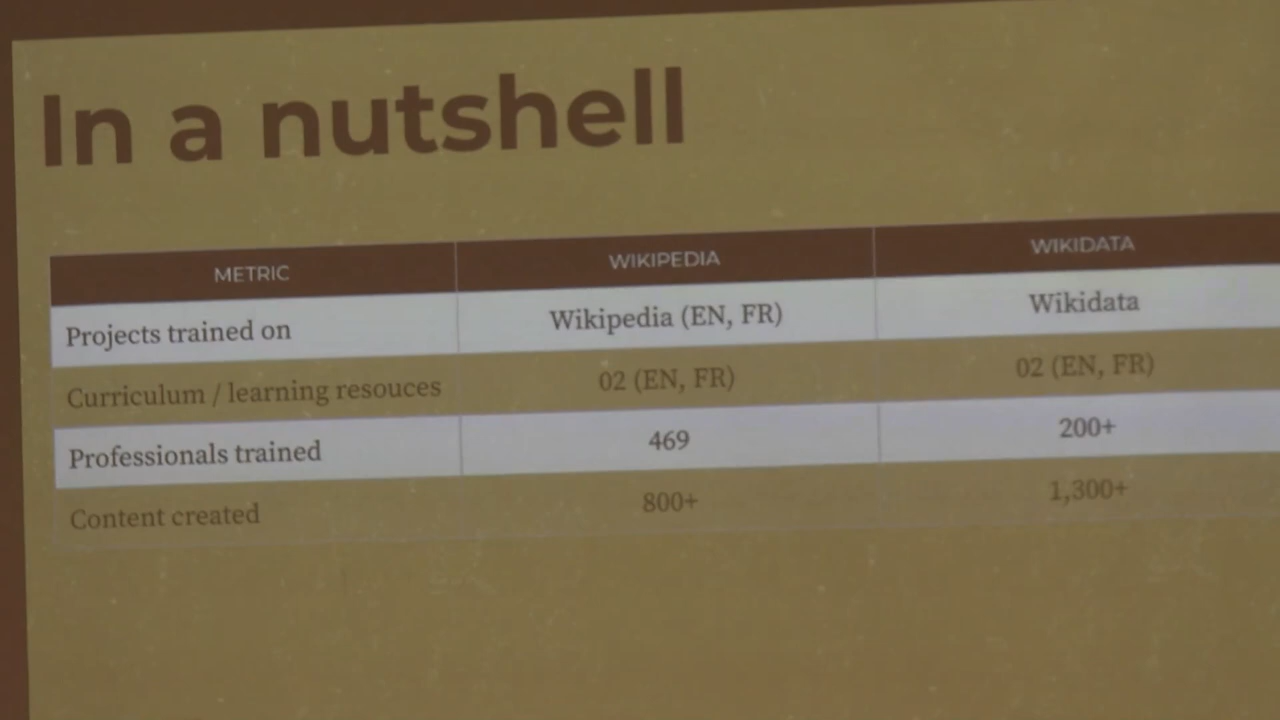 In a nutshell
METRIC WIKIPEDIA WIKIDATA
Projects trained on Wikipedia (EN, FR) Wikidata
Curriculum / learning resouces 02 (EN, FR) 02 (EN, FR)
Professionals trained 469 200+
Content created 800+ 1,300+